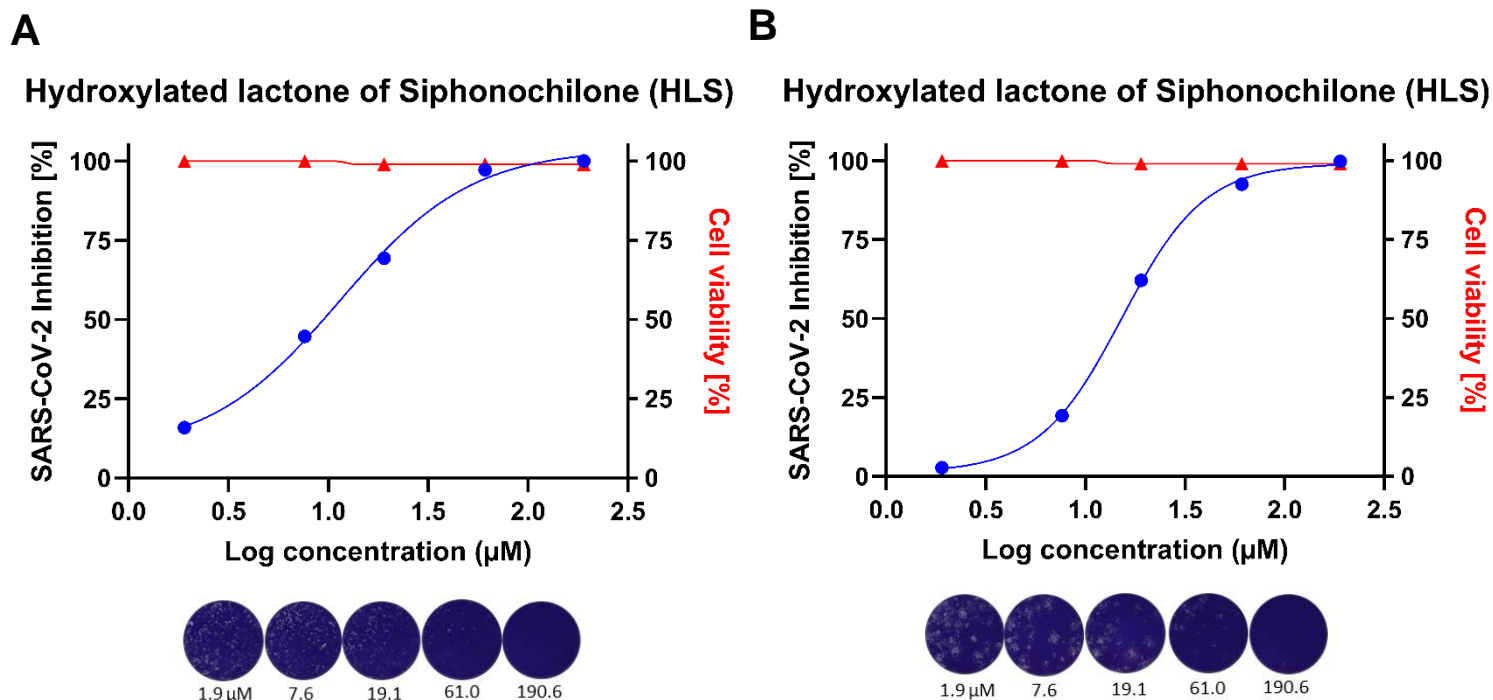 A
Hydroxylated lactone of Siphonochilone (HLS)
SARS-CoV-2 Inhibition [%]
100
75
50
25
0
100
75
50
25
0
Cell viability [%]
0.0 0.5 1.0 1.5 2.0 2.5
Log concentration (µM)
1.9 µM 7.6 19.1 61.0 190.6
B
Hydroxylated lactone of Siphonochilone (HLS)
SARS-CoV-2 Inhibition [%]
100
75
50
25
0
100
75
50
25
0
Cell viability [%]
0.0 0.5 1.0 1.5 2.0 2.5
Log concentration (µM)
1.9 µM 7.6 19.1 61.0 190.6